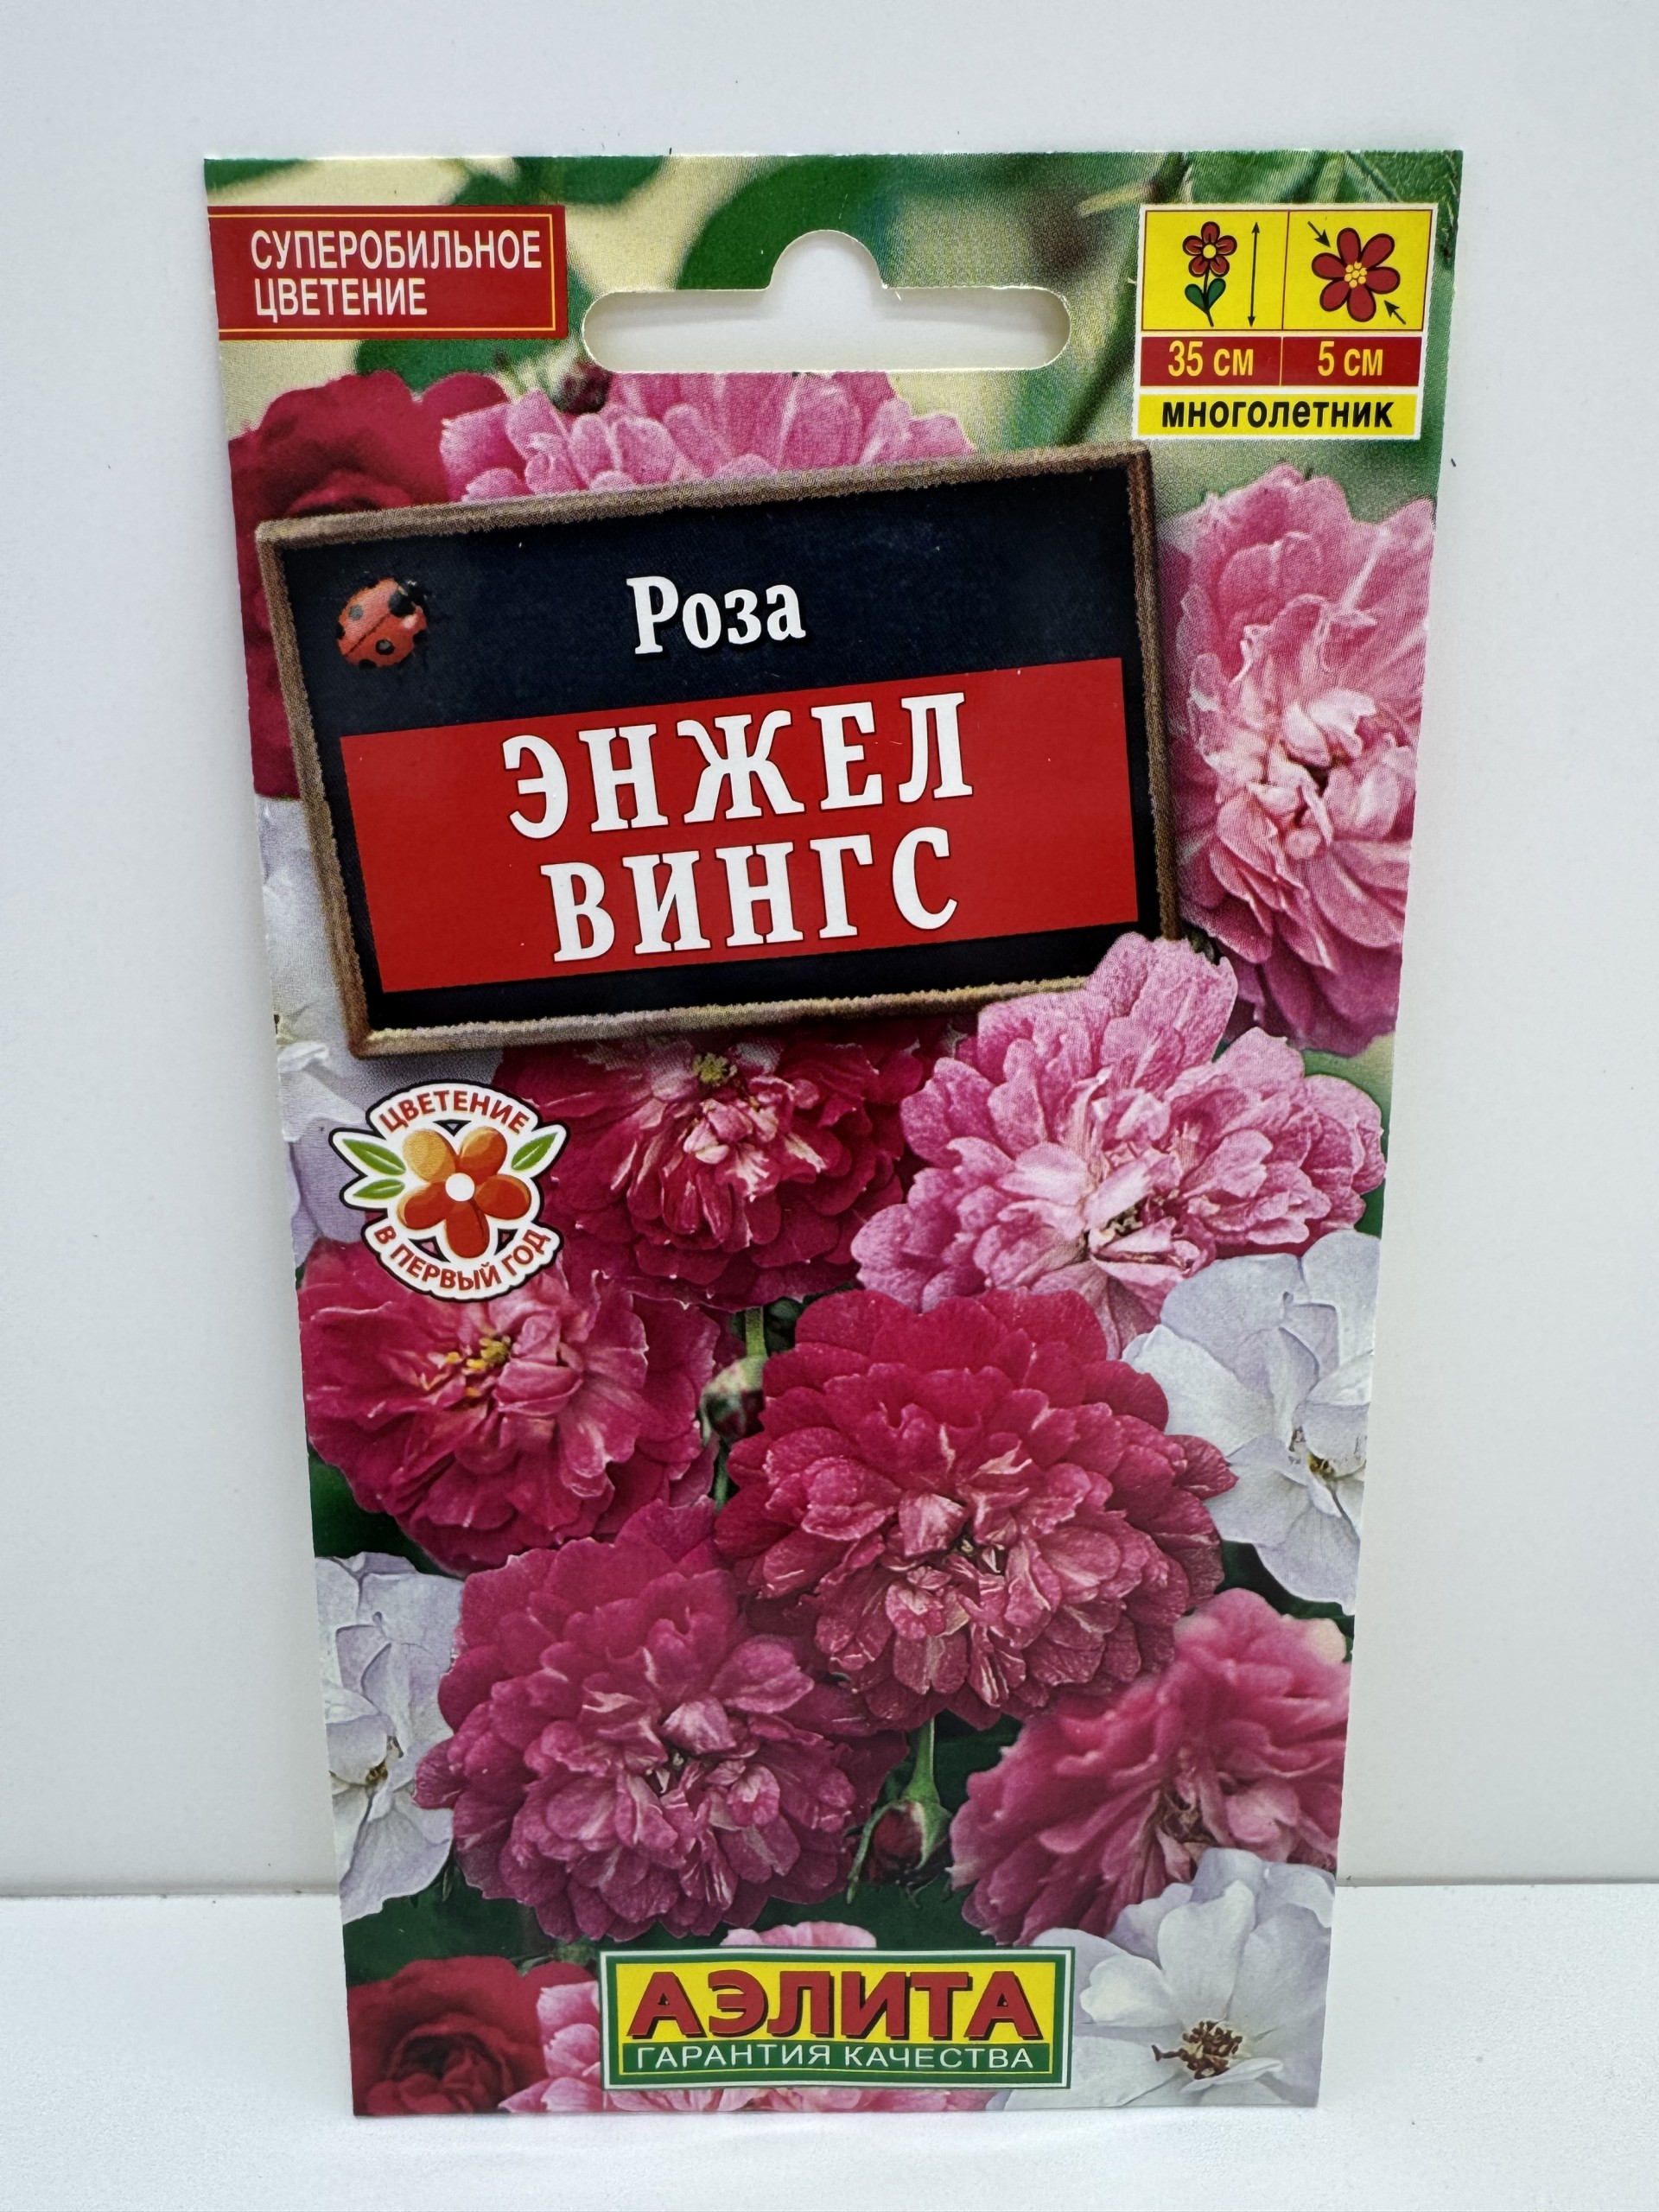 СУПЕРОБИЛЬНОЕ
ЦВЕТЕНИЕ
35 см 5 см
многолетник
Роза
ЭНЖЕЛ
ВИНГС
ЦВЕТЕНИЕ
В ПЕРВЫЙ ГОД
АЭЛИТА
ГАРАНТИЯ КАЧЕСТВА